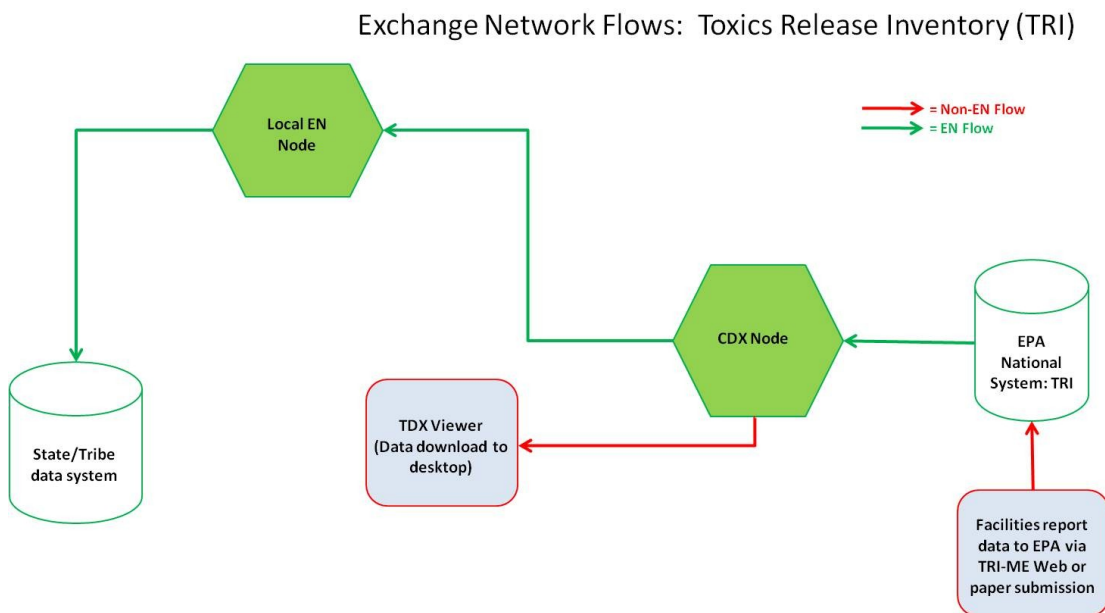 Exchange Network Flows: Toxics Release Inventory (TRI)
= Non-EN Flow
= EN Flow
Local EN
Node
CDX Node
EPA
National
System: TRI
TDX Viewer
(Data download to
desktop)
State/Tribe
data system
Facilities report
data to EPA via
TRI-ME Web or
paper submission